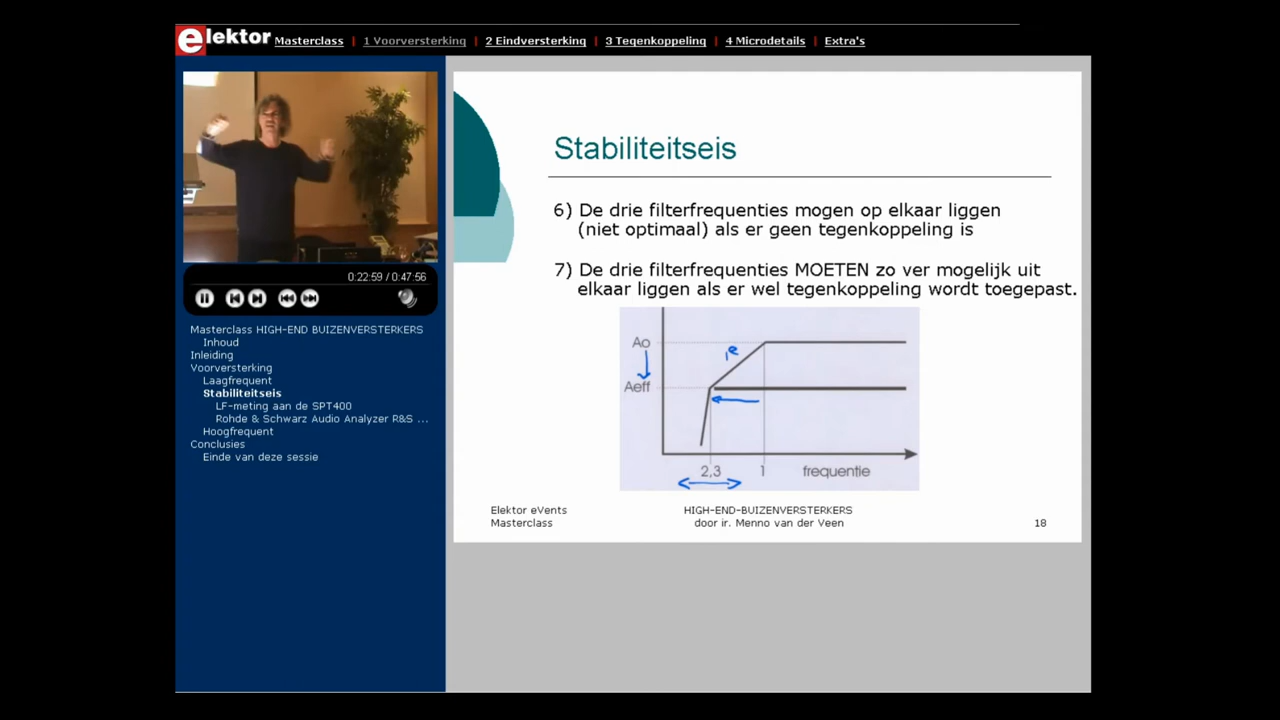 elektor Masterclass | 1 Voorversterking | 2 Eindversterking | 3 Tegenkoppeling | 4 Microdetails | Extra's
0:22:59 / 0:47:56
Masterclass HIGH-END BUIZENVERSTERKERS
Inhoud
Inleiding
Voorversterking
Laagfrequent
Stabiliteitseis
LF-meting aan de SPT400
Rohde & Schwarz Audio Analyzer R&S ...
Hoogfrequent
Conclusies
Einde van deze sessie
Stabiliteitseis
6) De drie filterfrequenties mogen op elkaar liggen
(niet optimaal) als er geen tegenkoppeling is
7) De drie filterfrequenties MOETEN zo ver mogelijk uit
elkaar liggen als er wel tegenkoppeling wordt toegepast.
Ao
Aeff
2,3 1 frequentie
Elektor eVents
Masterclass
HIGH-END-BUIZENVERSTERKERS
door ir. Menno van der Veen
18